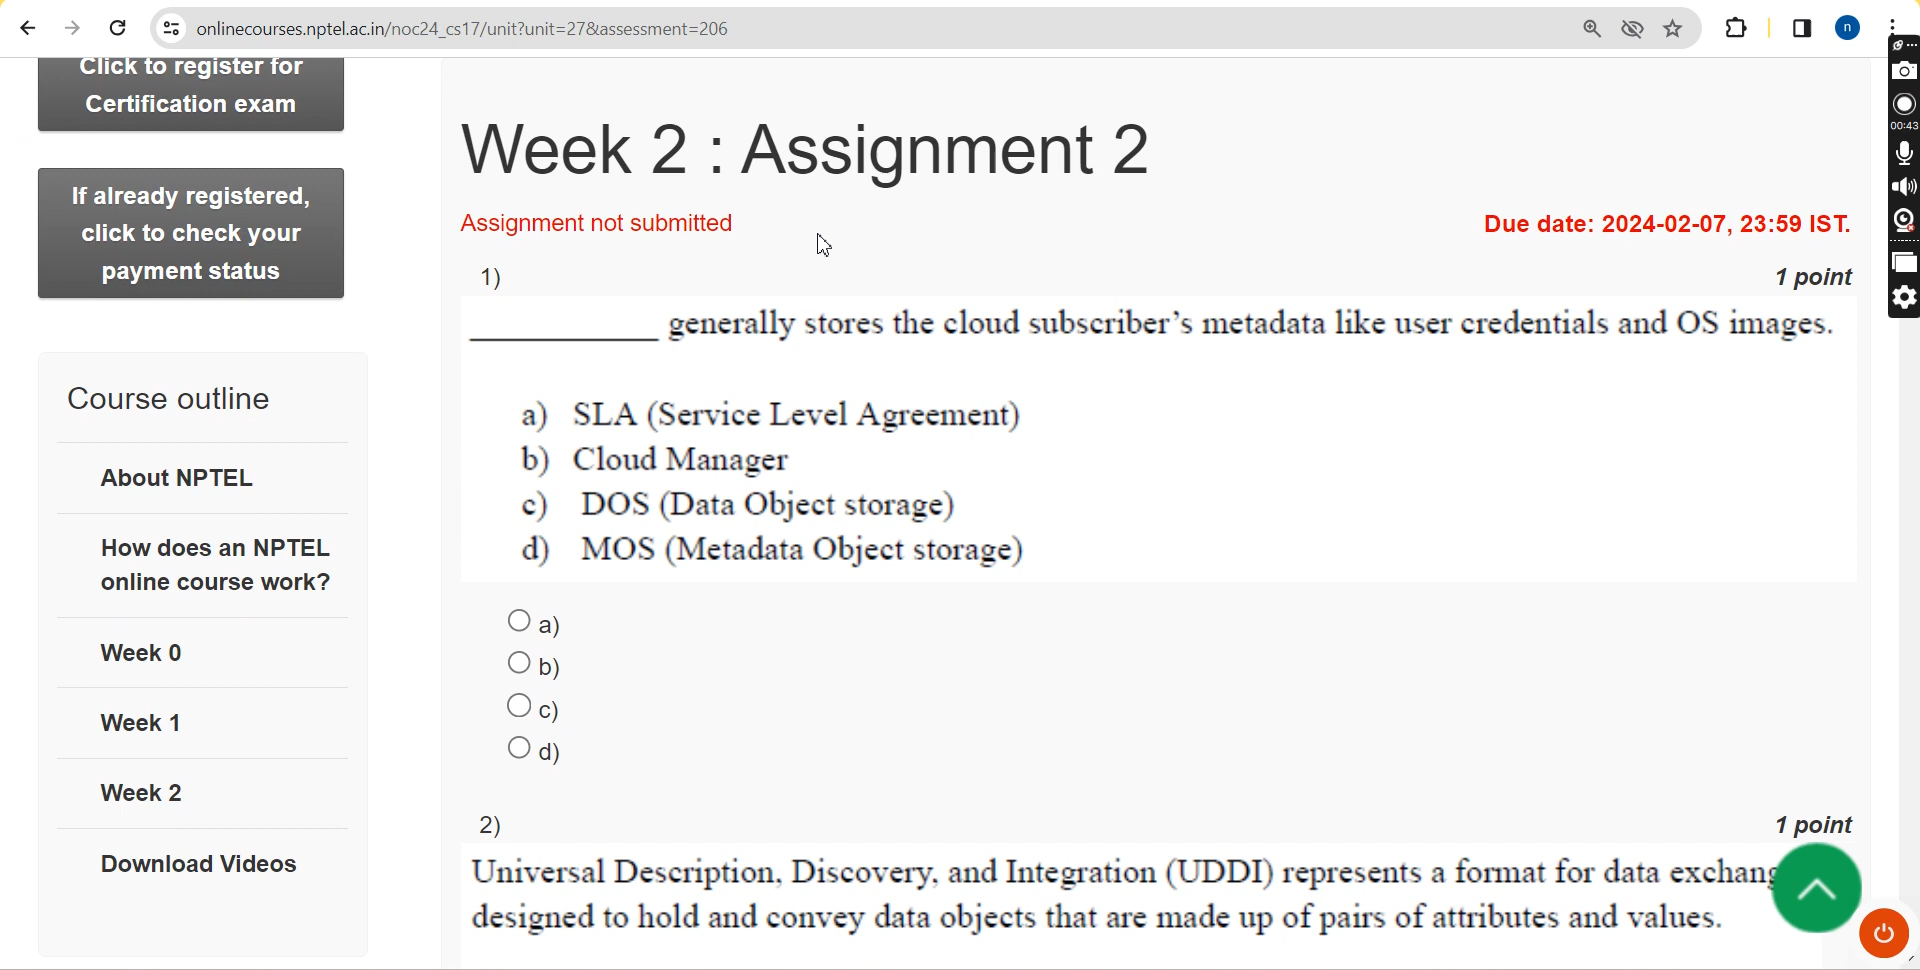 onlinecourses.nptel.ac.in/noc24_cs17/unit?unit=27&assessment=206
n
Click to register for
Certification exam
If already registered,
click to check your
payment status
Course outline
About NPTEL
How does an NPTEL
online course work?
Week 0
Week 1
Week 2
Download Videos
Week 2 : Assignment 2
Assignment not submitted
Due date: 2024-02-07, 23:59 IST.
1)
1 point
____________ generally stores the cloud subscriber’s metadata like user credentials and OS images.
a) SLA (Service Level Agreement)
b) Cloud Manager
c) DOS (Data Object storage)
d) MOS (Metadata Object storage)
a)
b)
c)
d)
2)
1 point
Universal Description, Discovery, and Integration (UDDI) represents a format for data exchang
designed to hold and convey data objects that are made up of pairs of attributes and values.
00:43